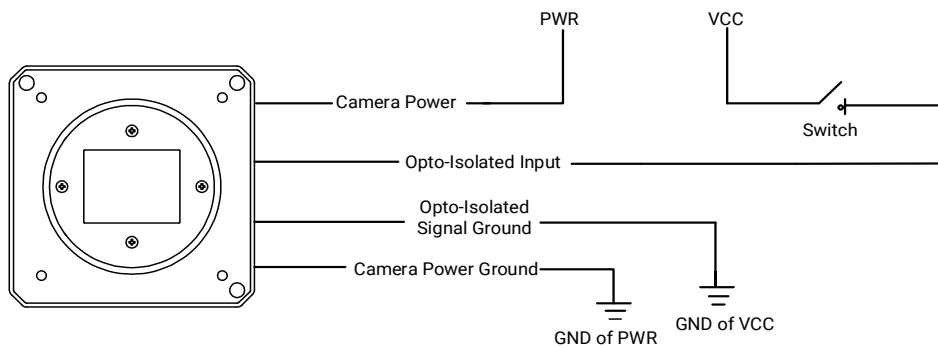 PWR
VCC
Camera Power
Switch
Opto-Isolated Input
Opto-Isolated
Signal Ground
Camera Power Ground
GND of PWR
GND of VCC